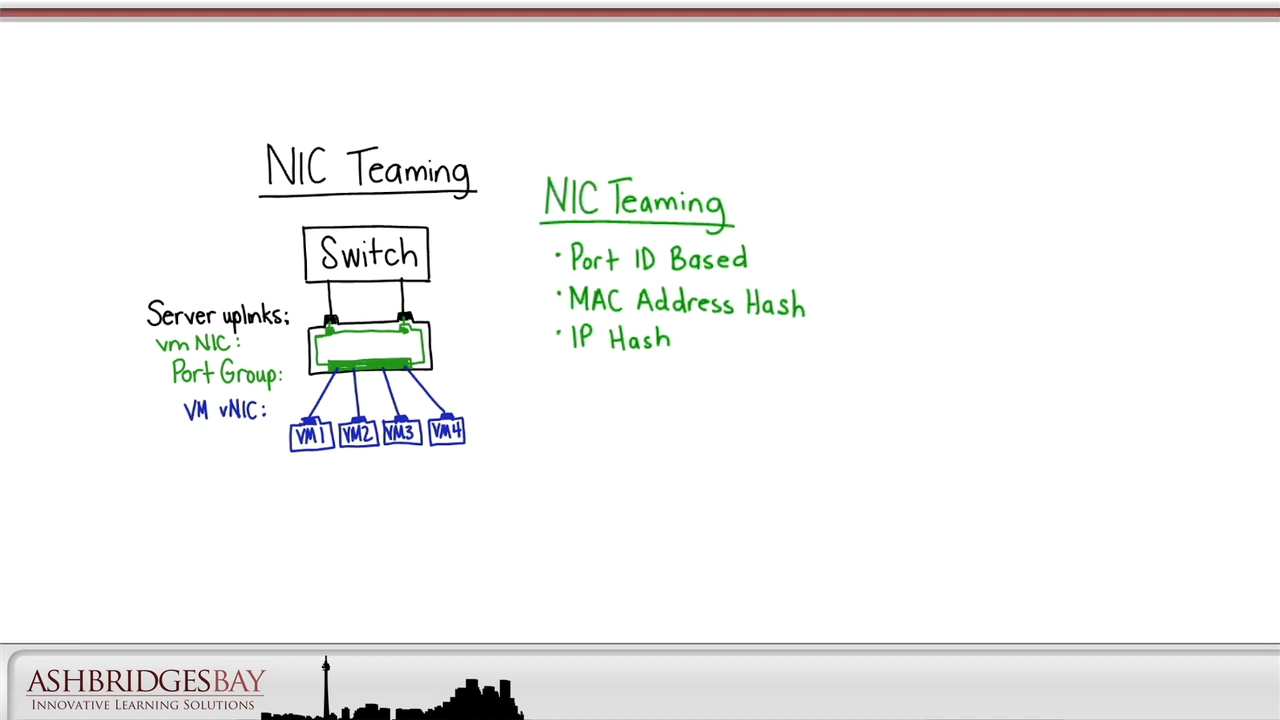 NIC Teaming
Switch
Server uplinks:
vm NIC:
Port Group:
VM vNIC:
VM1 VM2 VM3 VM4
NIC Teaming
· Port ID Based
· MAC Address Hash
· IP Hash
ASHBRIDGESBAY
INNOVATIVE LEARNING SOLUTIONS